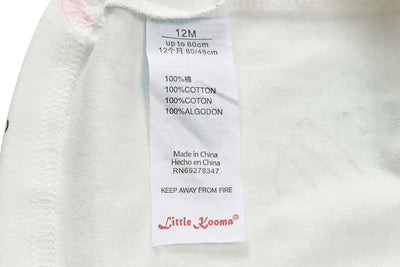 12M
up to 80cm
12个月 80/48cm
100%棉
100%COTTON
100%COTON
100%ALGODON
Made in China
Hecho en China
RN69278347
KEEP AWAY FROM FIRE
Little Kooma®